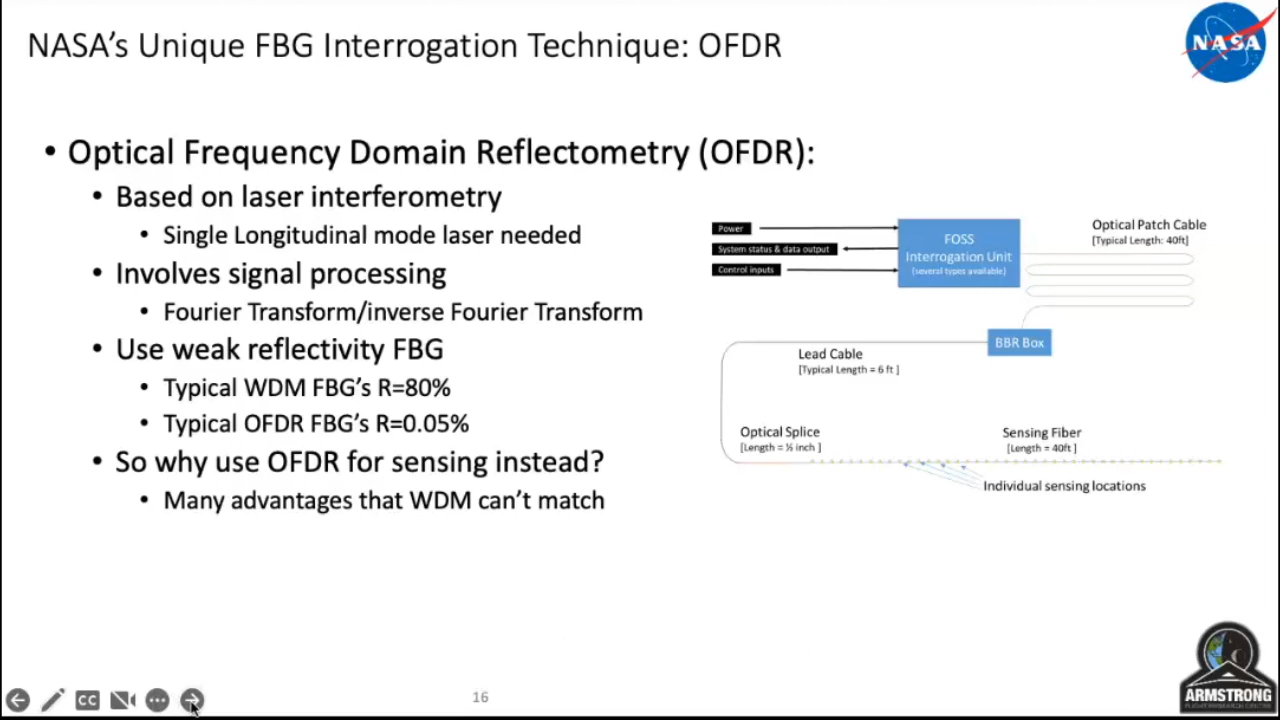 NASA's Unique FBG Interrogation Technique: OFDR
NASA
• Optical Frequency Domain Reflectometry (OFDR):
• Based on laser interferometry
• Single Longitudinal mode laser needed
• Involves signal processing
• Fourier Transform/inverse Fourier Transform
• Use weak reflectivity FBG
• Typical WDM FBG's R=80%
• Typical OFDR FBG's R=0.05%
• So why use OFDR for sensing instead?
• Many advantages that WDM can't match
Power
System status & data output
Control inputs
FOSS
Interrogation Unit
(several types available)
Optical Patch Cable
[Typical Length: 40ft]
BBR Box
Lead Cable
[Typical Length = 6 ft ]
Optical Splice
[Length = ½ inch ]
Sensing Fiber
[Length = 40ft ]
Individual sensing locations
CC
16
ARMSTRONG
FLIGHT RESEARCH CENTER